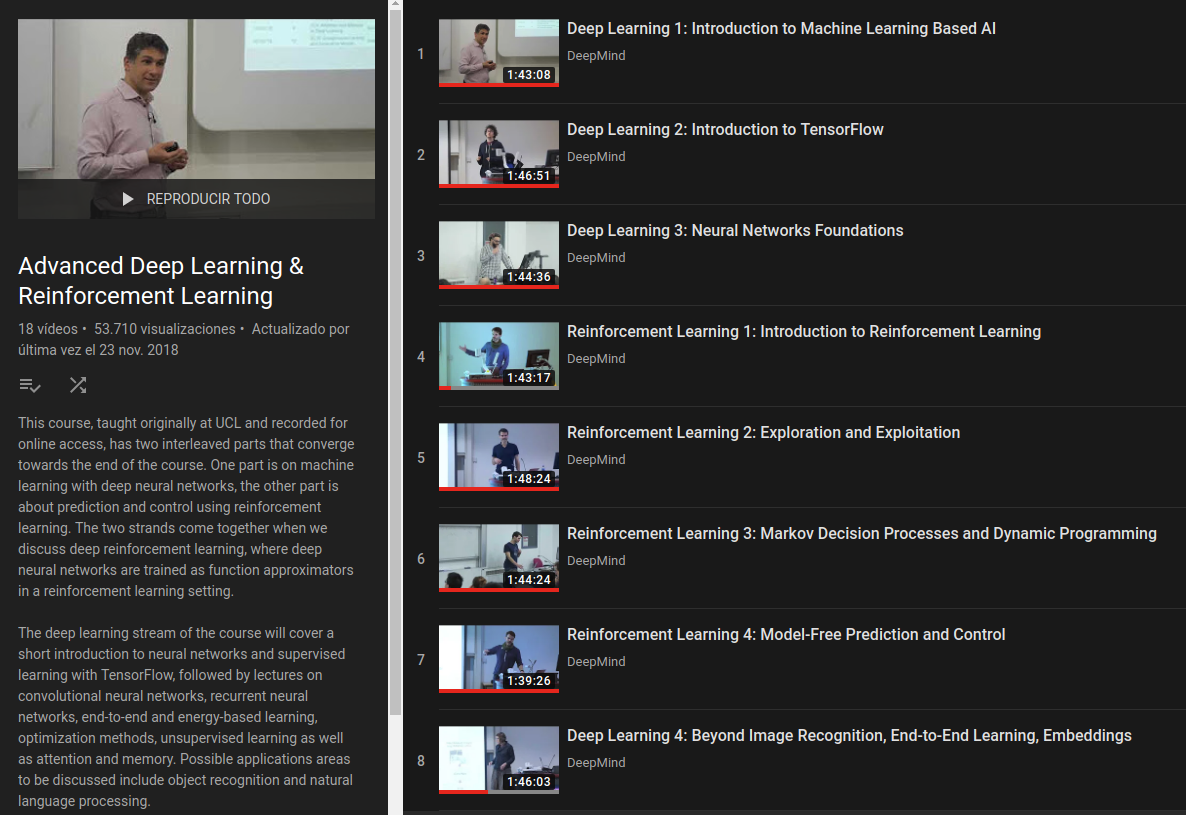 REPRODUCIR TODO
Advanced Deep Learning &
Reinforcement Learning
18 vídeos • 53.710 visualizaciones • Actualizado por
última vez el 23 nov. 2018
This course, taught originally at UCL and recorded for
online access, has two interleaved parts that converge
towards the end of the course. One part is on machine
learning with deep neural networks, the other part is
about prediction and control using reinforcement
learning. The two strands come together when we
discuss deep reinforcement learning, where deep
neural networks are trained as function approximators
in a reinforcement learning setting.
The deep learning stream of the course will cover a
short introduction to neural networks and supervised
learning with TensorFlow, followed by lectures on
convolutional neural networks, recurrent neural
networks, end-to-end and energy-based learning,
optimization methods, unsupervised learning as well
as attention and memory. Possible applications areas
to be discussed include object recognition and natural
language processing.
1
1:43:08
Deep Learning 1: Introduction to Machine Learning Based AI
DeepMind
2
1:46:51
Deep Learning 2: Introduction to TensorFlow
DeepMind
3
1:44:36
Deep Learning 3: Neural Networks Foundations
DeepMind
4
1:43:17
Reinforcement Learning 1: Introduction to Reinforcement Learning
DeepMind
5
1:48:24
Reinforcement Learning 2: Exploration and Exploitation
DeepMind
6
1:44:24
Reinforcement Learning 3: Markov Decision Processes and Dynamic Programming
DeepMind
7
1:39:26
Reinforcement Learning 4: Model-Free Prediction and Control
DeepMind
8
1:46:03
Deep Learning 4: Beyond Image Recognition, End-to-End Learning, Embeddings
DeepMind